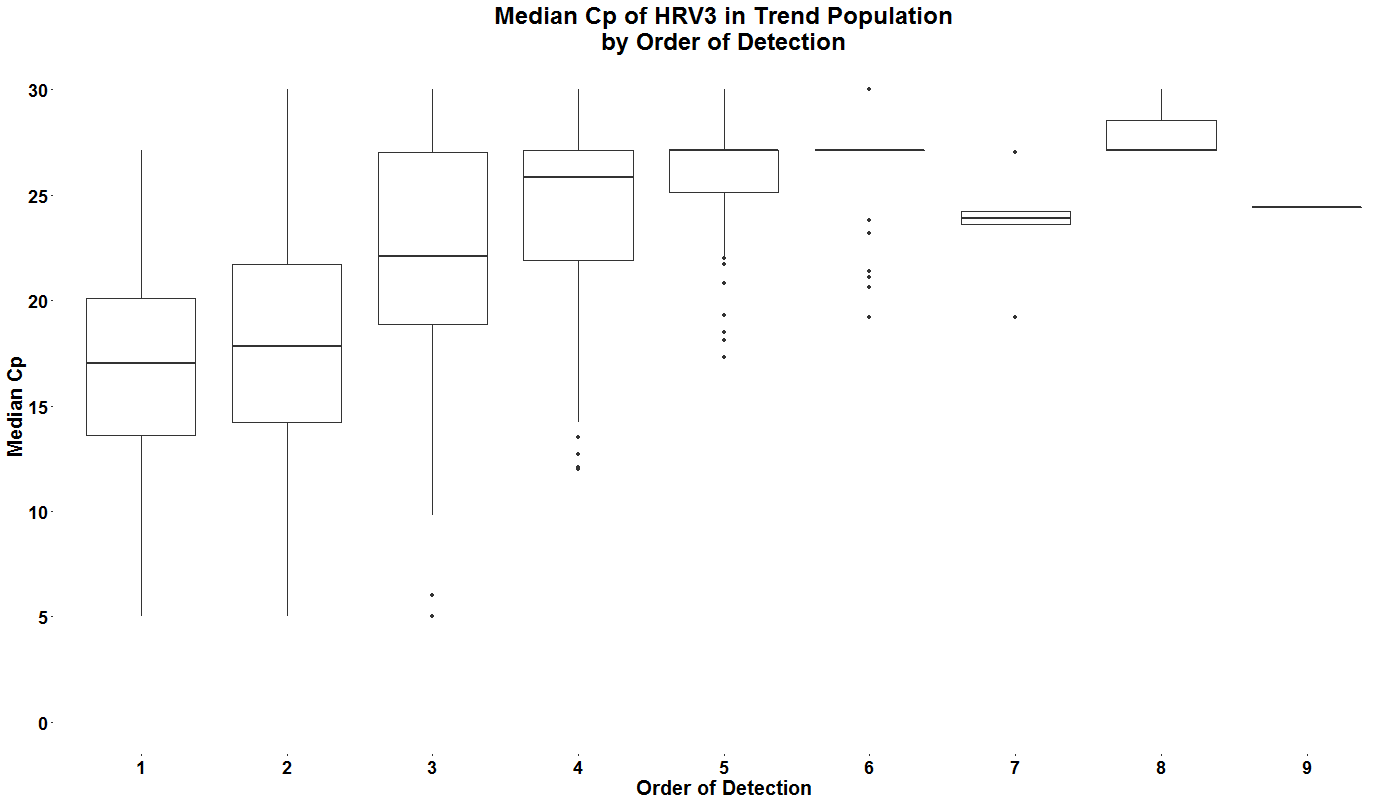 Median Cp of HRV3 in Trend Population
by Order of Detection
30
25
20
15
10
5
0
Median Cp
1 2 3 4 5 6 7 8 9
Order of Detection